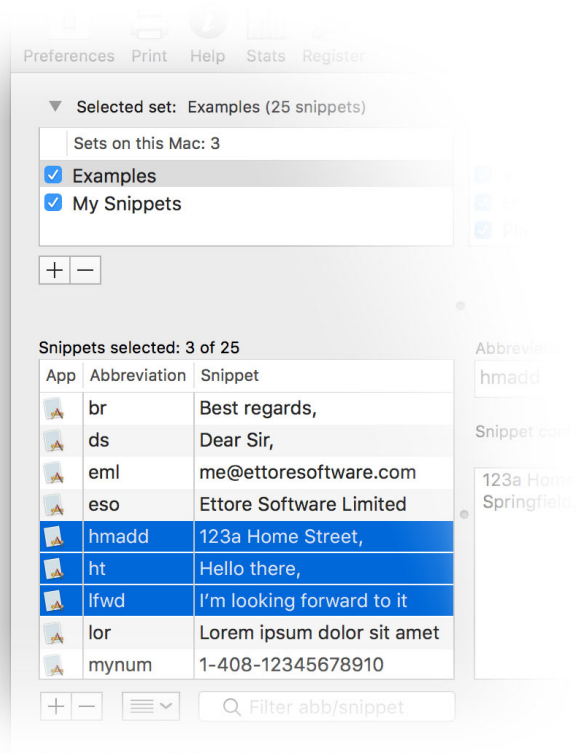 Preferences Print Help Stats Register
Selected set: Examples (25 snippets)
Sets on this Mac: 3
Examples
My Snippets
Snippets selected: 3 of 25
App Abbreviation Snippet
br Best regards,
ds Dear Sir,
eml me@ettoresoftware.com
eso Ettore Software Limited
hmadd 123a Home Street,
ht Hello there,
lfwd I'm looking forward to it
lor Lorem ipsum dolor sit amet
mynum 1-408-12345678910
Filter abb/snippet
hmadd
Snippet
123a Home
Springfield